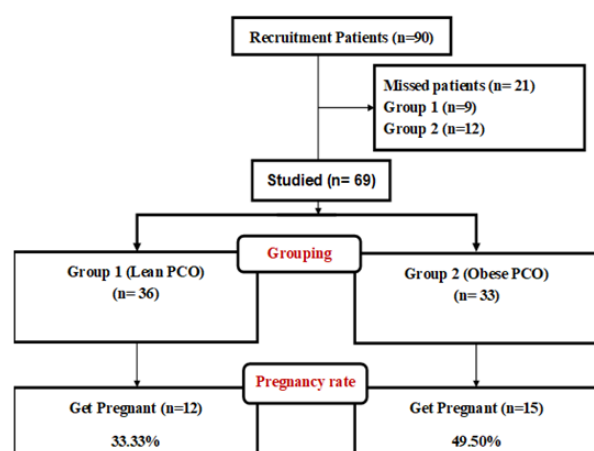 Recruitment Patients (n=90)
Missed patients (n= 21)
Group 1 (n=9)
Group 2 (n=12)
Studied (n= 69)
Grouping
Group 1 (Lean PCO)
(n= 36)
Group 2 (Obese PCO)
(n= 33)
Pregnancy rate
Get Pregnant (n=12)
33.33%
Get Pregnant (n=15)
49.50%